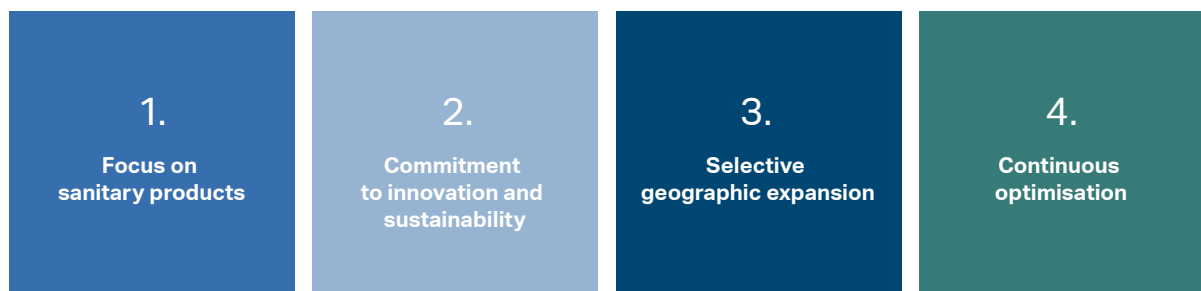 1.
Focus on
sanitary products
2.
Commitment
to innovation and
sustainability
3.
Selective
geographic expansion
4.
Continuous
optimisation